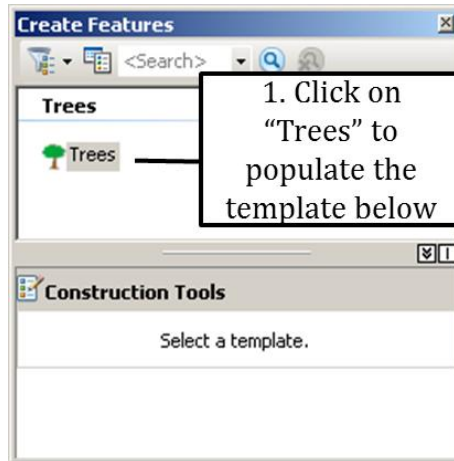 Create Features
<Search>
Trees
Trees
1. Click on
“Trees” to
populate the
template below
Construction Tools
Select a template.